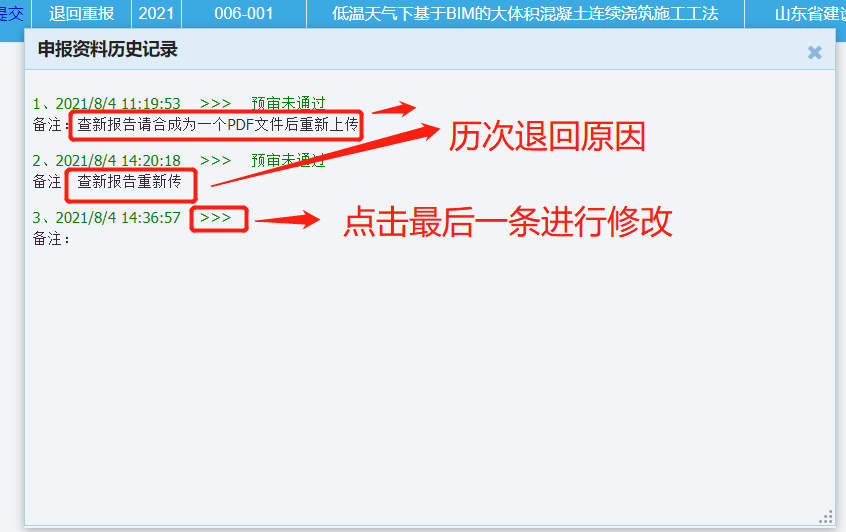 提交 退回重报 2021 006-001 低温天气下基于BIM的大体积混凝土连续浇筑施工工法 山东省建设
申报资料历史记录
1、2021/8/4 11:19:53 >>> 预审未通过
备注：查新报告请合成为一个PDF文件后重新上传
历次退回原因
2、2021/8/4 14:20:18 >>> 预审未通过
备注 查新报告重新传
3、2021/8/4 14:36:57 >>>
点击最后一条进行修改
备注：